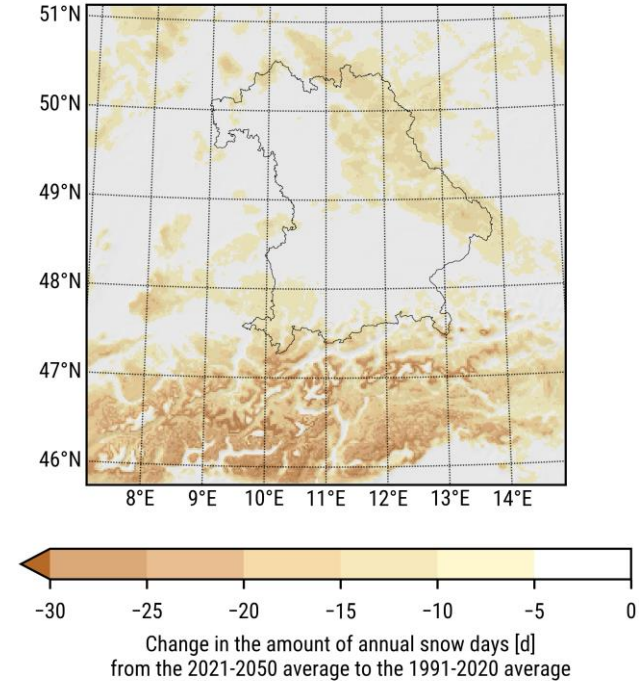 51°N
50°N
49°N
48°N
47°N
46°N
8°E 9°E 10°E 11°E 12°E 13°E 14°E
−30 −25 −20 −15 −10 −5 0
Change in the amount of annual snow days [d]
from the 2021-2050 average to the 1991-2020 average